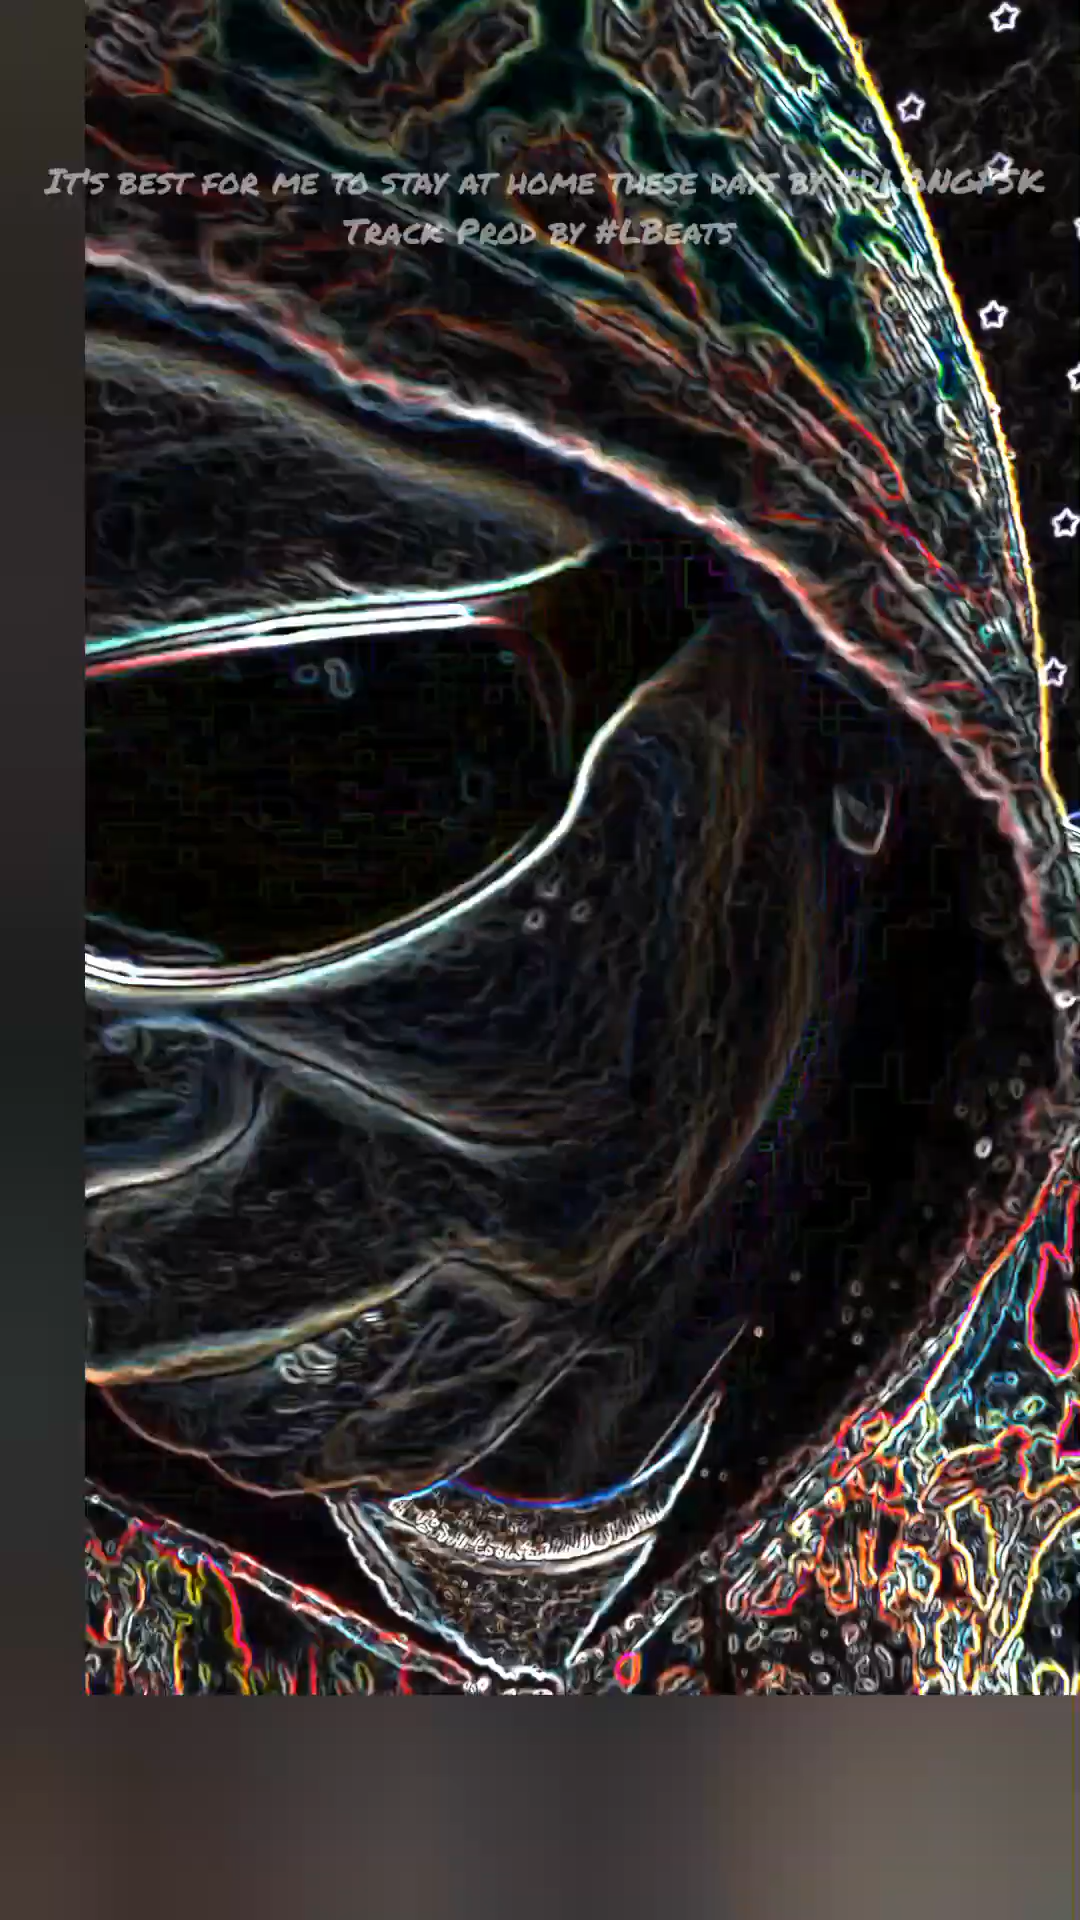 It's best for me to stay at home these days by
Track Prod by #LBeats